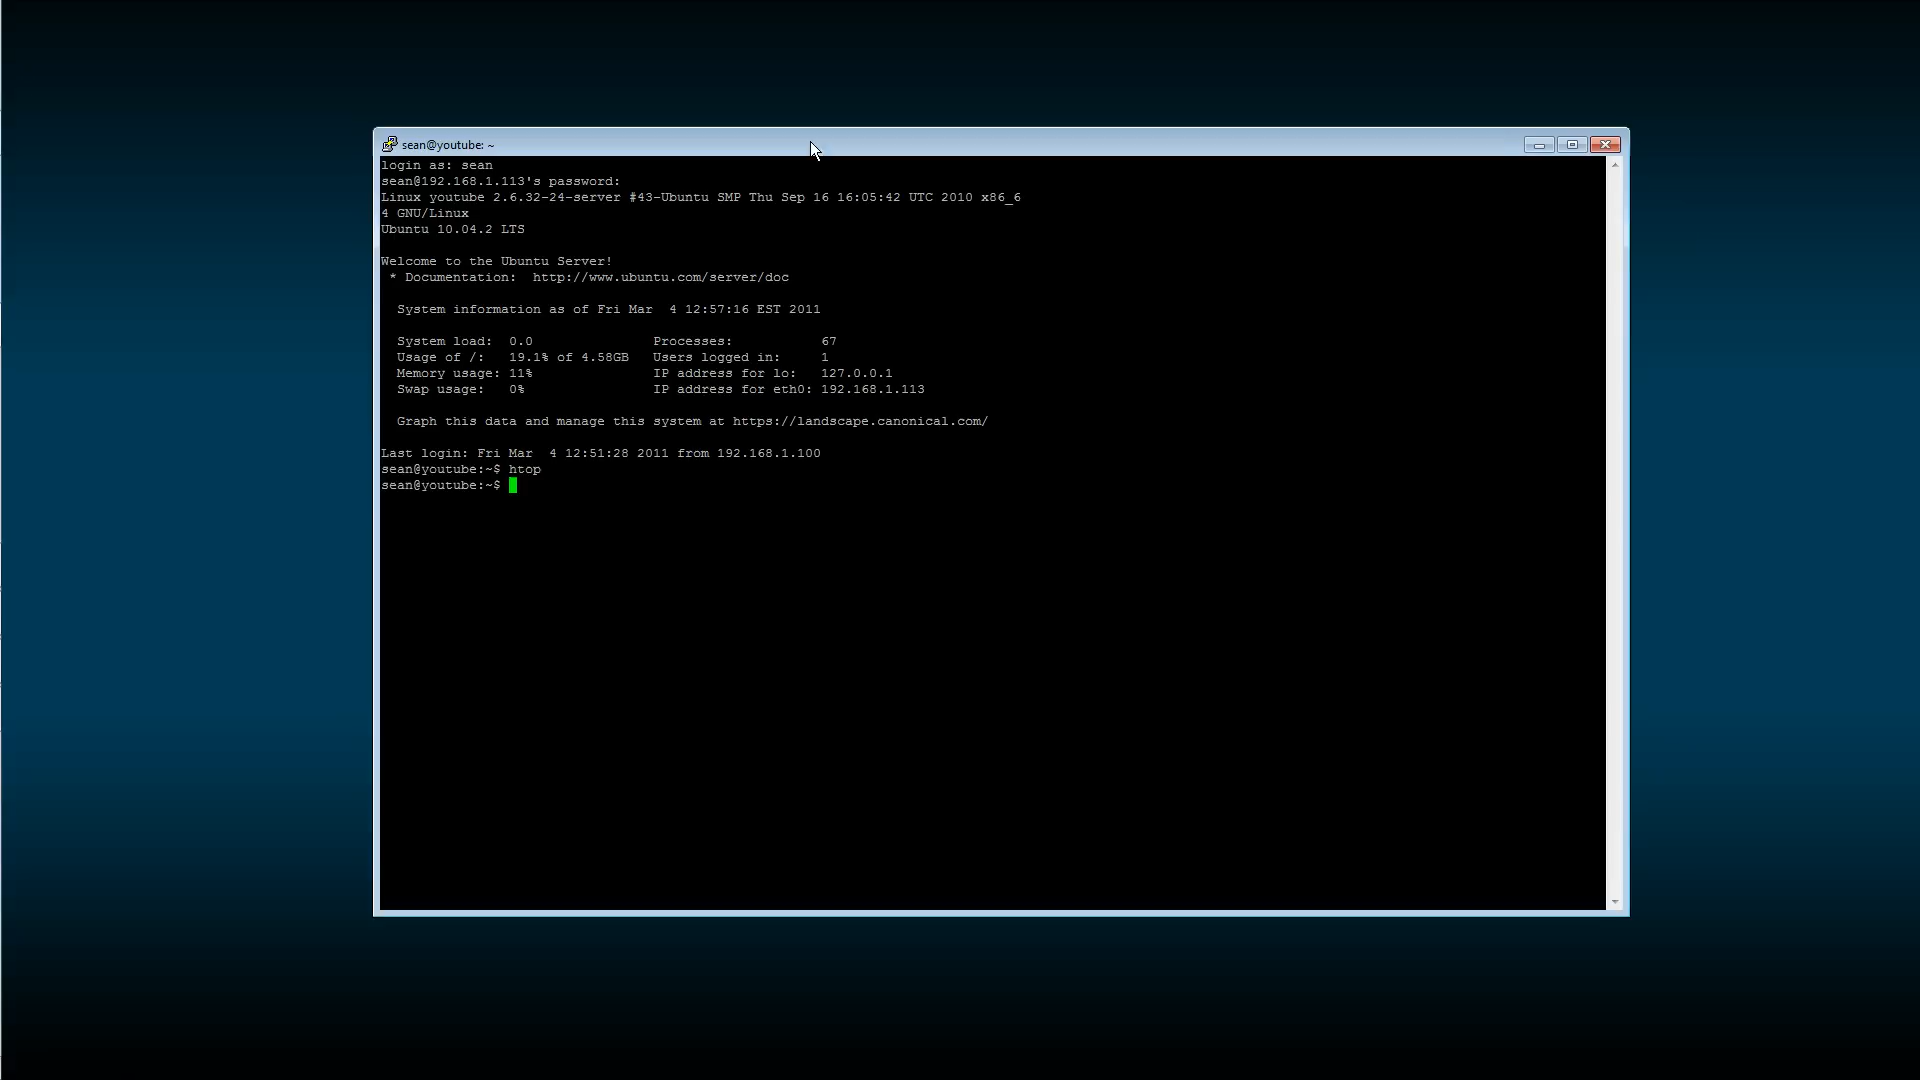 sean@youtube: ~
login as: sean
sean@192.168.1.113's password:
Linux youtube 2.6.32-24-server #43-Ubuntu SMP Thu Sep 16 16:05:42 UTC 2010 x86_6
4 GNU/Linux
Ubuntu 10.04.2 LTS
Welcome to the Ubuntu Server!
 * Documentation:  http://www.ubuntu.com/server/doc
  System information as of Fri Mar  4 12:57:16 EST 2011
  System load:  0.0               Processes:           67
  Usage of /:   19.1% of 4.58GB   Users logged in:     1
  Memory usage: 11%               IP address for lo:   127.0.0.1
  Swap usage:   0%                IP address for eth0: 192.168.1.113
  Graph this data and manage this system at https://landscape.canonical.com/
Last login: Fri Mar  4 12:51:28 2011 from 192.168.1.100
sean@youtube:~$ htop
sean@youtube:~$